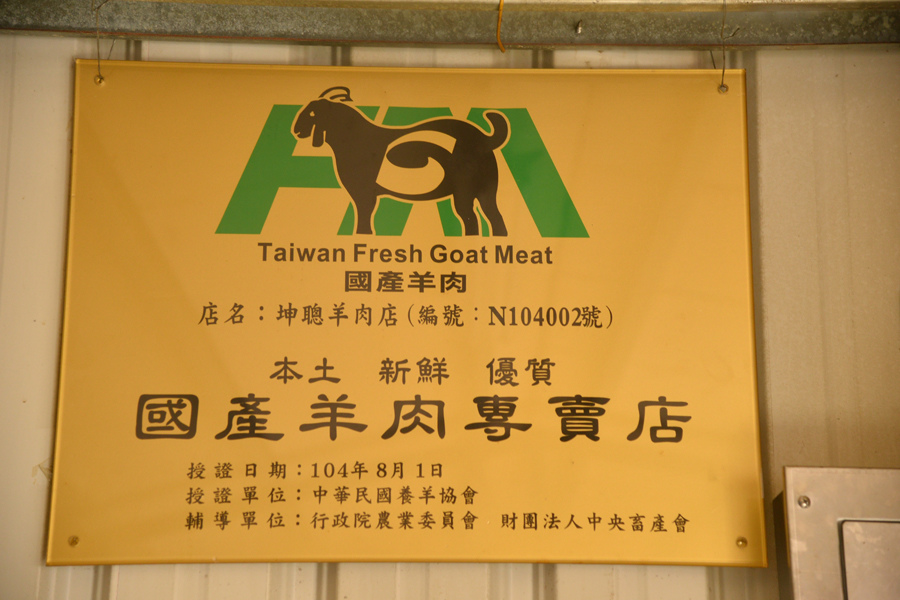 Taiwan Fresh Goat Meat
國產羊肉
店名：坤聰羊肉店（編號：N104002號）
本土 新鮮 優質
國產羊肉專賣店
授證日期：104年8月1日
授證單位：中華民國養羊協會
輔導單位：行政院農業委員會 財團法人中央畜產會